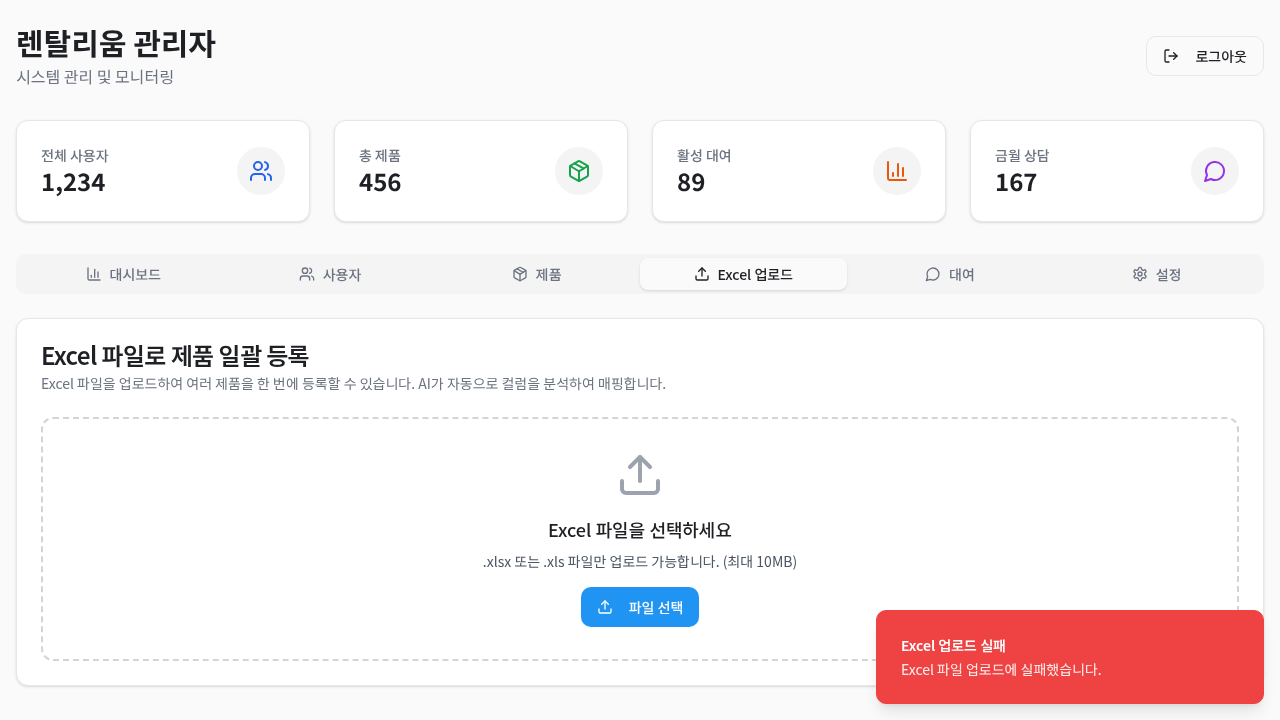 렌탈리움 관리자
시스템 관리 및 모니터링
로그아웃
전체 사용자
1,234
총 제품
456
활성 대여
89
금월 상담
167
대시보드
사용자
제품
Excel 업로드
대여
설정
Excel 파일로 제품 일괄 등록
Excel 파일을 업로드하여 여러 제품을 한 번에 등록할 수 있습니다. AI가 자동으로 컬럼을 분석하여 매핑합니다.
Excel 파일을 선택하세요
.xlsx 또는 .xls 파일만 업로드 가능합니다. (최대 10MB)
파일 선택
Excel 업로드 실패
Excel 파일 업로드에 실패했습니다.